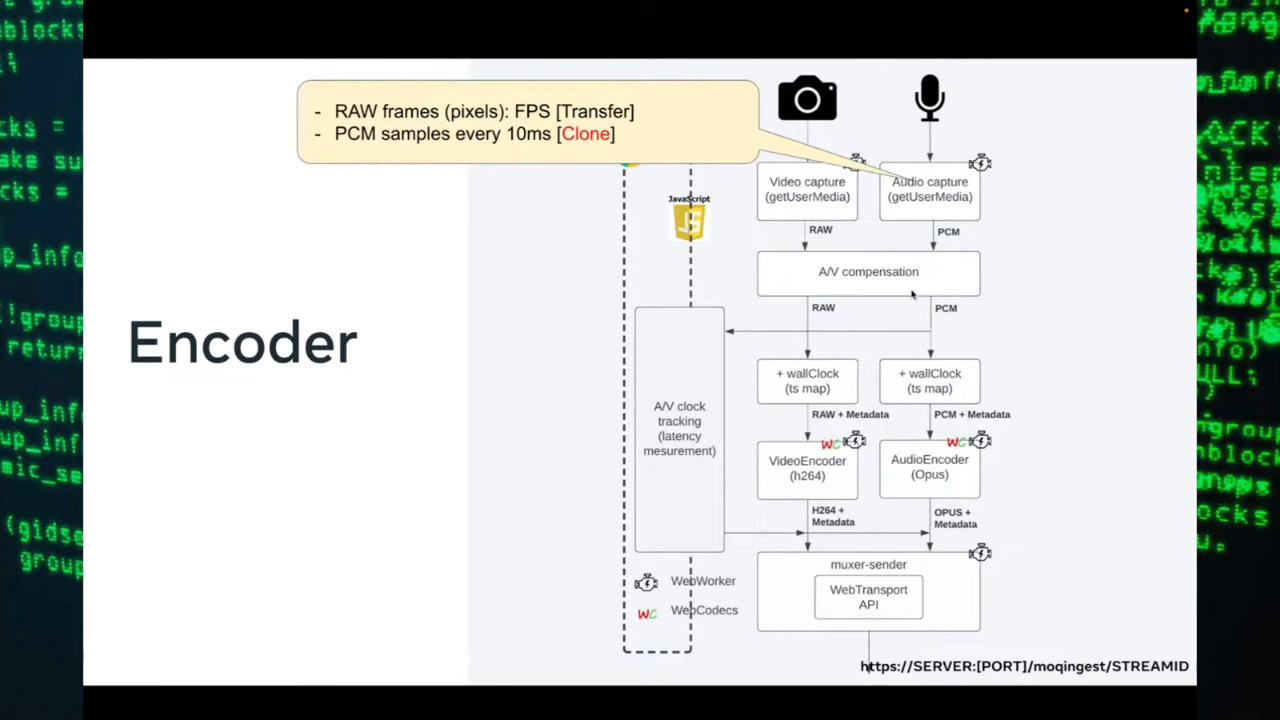 - RAW frames (pixels): FPS [Transfer]
- PCM samples every 10ms [Clone]
Encoder
JavaScript
JS
Video capture
(getUserMedia)
Audio capture
(getUserMedia)
RAW
PCM
A/V compensation
RAW
PCM
+ wallClock
(ts map)
+ wallClock
(ts map)
A/V clock
tracking
(latency
mesurement)
RAW + Metadata
PCM + Metadata
WC
VideoEncoder
(h264)
WC
AudioEncoder
(Opus)
H264 +
Metadata
OPUS +
Metadata
muxer-sender
WebTransport
API
WebWorker
WC
WebCodecs
https://SERVER:[PORT]/moqingest/STREAMID